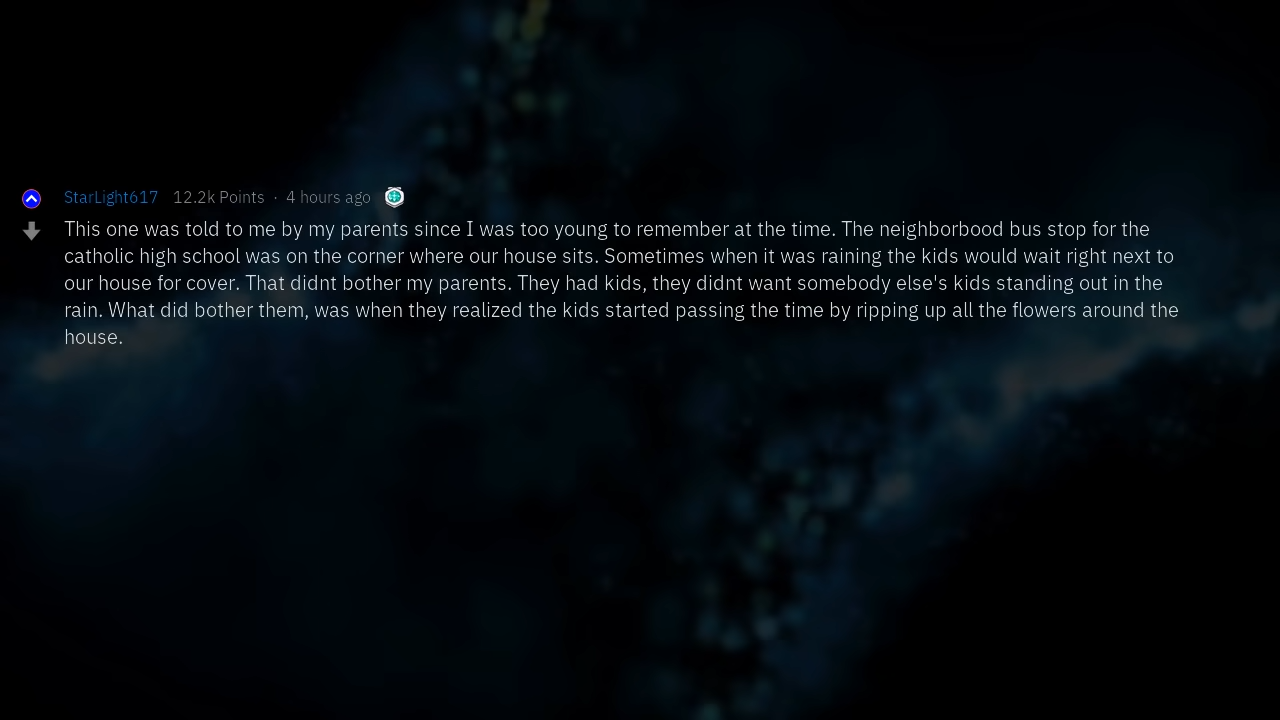 StarLight617 12.2k Points · 4 hours ago
This one was told to me by my parents since I was too young to remember at the time. The neighborbood bus stop for the
catholic high school was on the corner where our house sits. Sometimes when it was raining the kids would wait right next to
our house for cover. That didnt bother my parents. They had kids, they didnt want somebody else's kids standing out in the
rain. What did bother them, was when they realized the kids started passing the time by ripping up all the flowers around the
house.